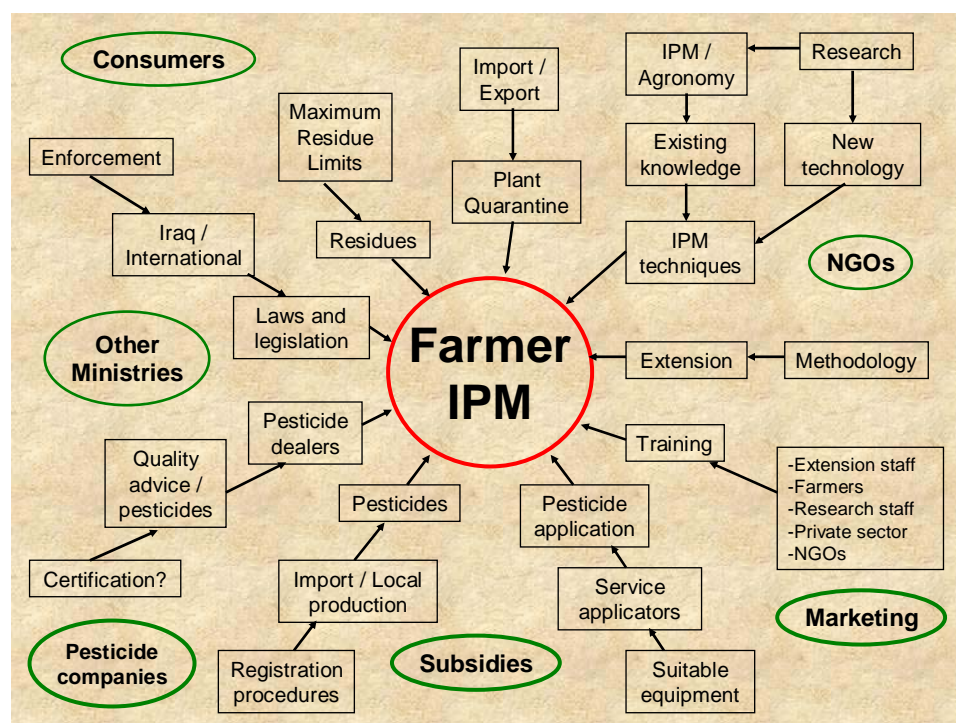 Consumers
Import /
Export
IPM /
Agronomy
Research
Maximum
Residue
Limits
Enforcement
Existing
knowledge
New
technology
Plant
Quarantine
Iraq /
International
Residues
IPM
techniques
NGOs
Laws and
legislation
Other
Ministries
Farmer
IPM
Extension
Methodology
Pesticide
dealers
Training
Quality
advice /
pesticides
-Extension staff
-Farmers
-Research staff
-Private sector
-NGOs
Pesticides
Pesticide
application
Certification?
Import / Local
production
Service
applicators
Marketing
Pesticide
companies
Registration
procedures
Subsidies
Suitable
equipment